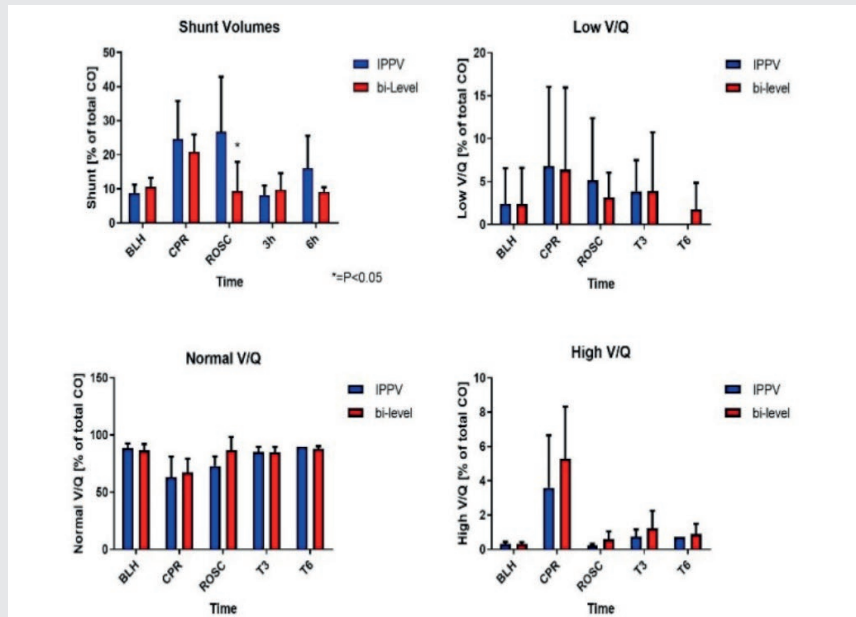 Shunt Volumes
Shunt [% of total CO]
50
40
30
20
10
0
*
BLH
CPR
ROSC
3h
6h
Time
*=P<0.05
IPPV
bi-Level
Low V/Q
Low V/Q [% of total CO]
20
15
10
5
0
BLH
CPR
ROSC
T3
T6
Time
IPPV
bi-level
Normal V/Q
Normal V/Q [% of total CO]
150
100
50
0
BLH
CPR
ROSC
T3
T6
Time
IPPV
bi-level
High V/Q
High V/Q [% of total CO]
10
8
6
4
2
0
BLH
CPR
ROSC
T3
T6
Time
IPPV
bi-level